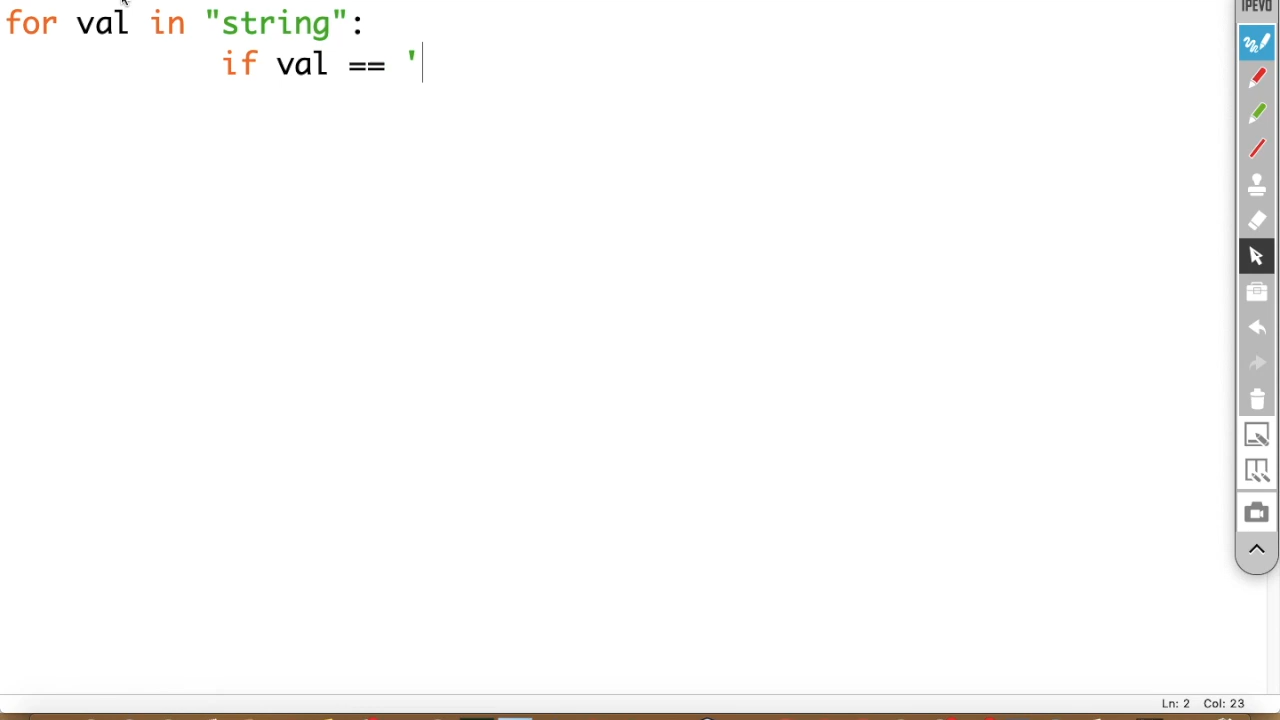 for val in "string":
if val == '
IPEVO
Ln: 2 Col: 23